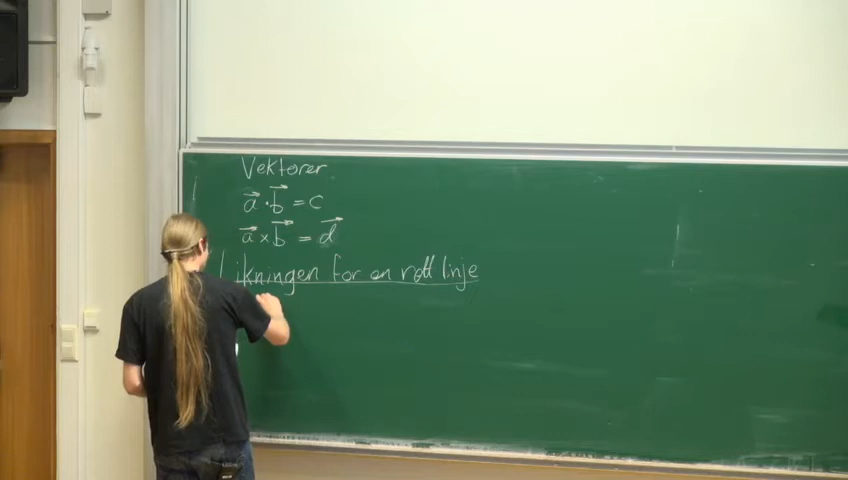 Vektorer
a⃗ · b⃗ = c
a⃗ × b⃗ = d⃗
Likningen for en rett linje